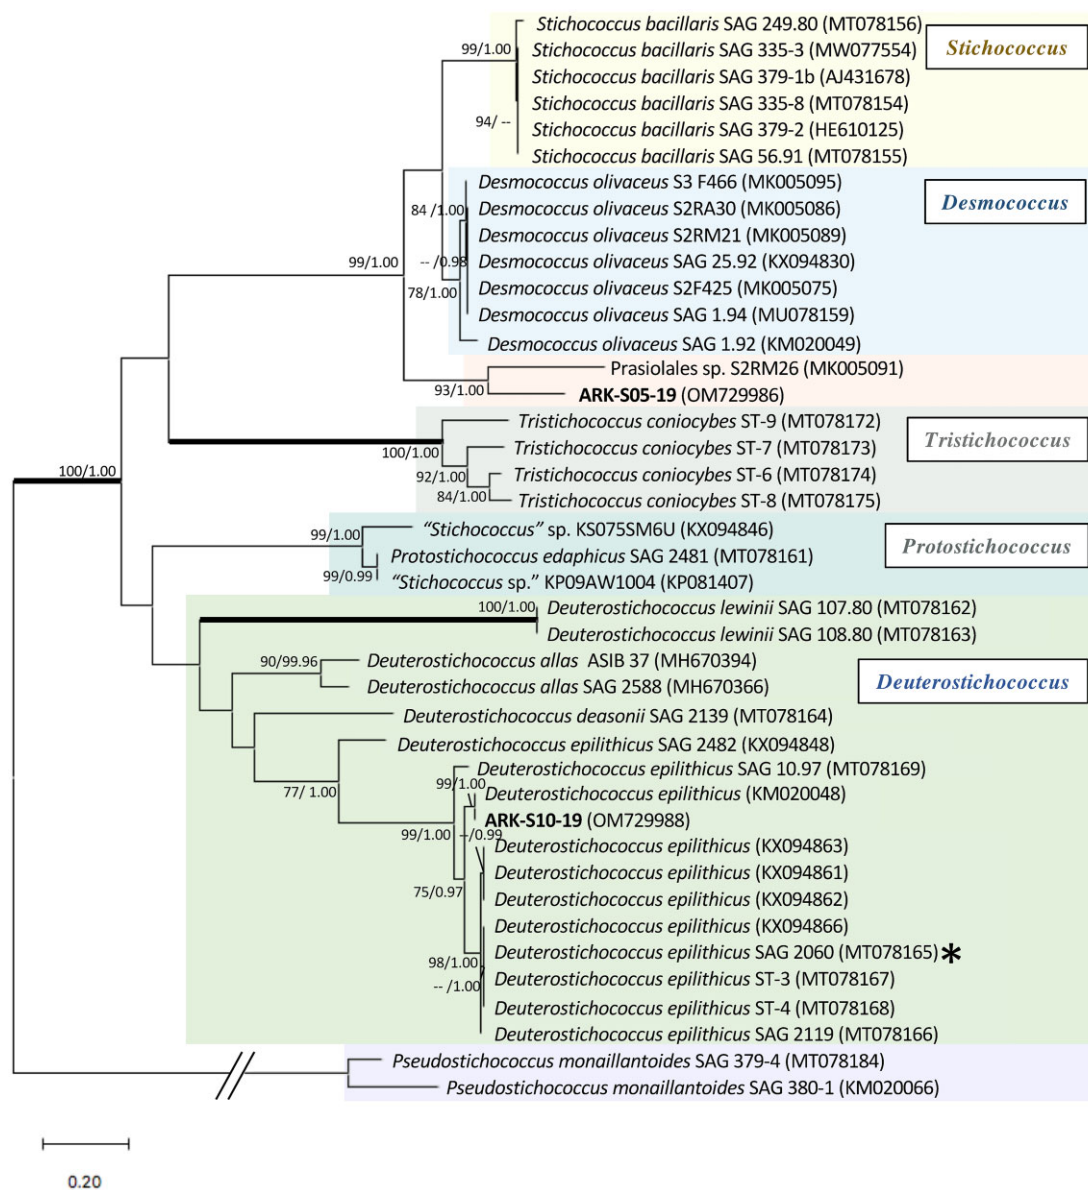 Stichococcus bacillaris SAG 249.80 (MT078156)
Stichococcus
99/1.00
Stichococcus bacillaris SAG 335-3 (MW077554)
Stichococcus bacillaris SAG 379-1b (AJ431678)
Stichococcus bacillaris SAG 335-8 (MT078154)
94/ --
Stichococcus bacillaris SAG 379-2 (HE610125)
Stichococcus bacillaris SAG 56.91 (MT078155)
Desmococcus olivaceus S3 F466 (MK005095)
Desmococcus
84 /1.00
Desmococcus olivaceus S2RA30 (MK005086)
Desmococcus olivaceus S2RM21 (MK005089)
99/1.00
-- /0.98
Desmococcus olivaceus SAG 25.92 (KX094830)
78/1.00
Desmococcus olivaceus S2F425 (MK005075)
Desmococcus olivaceus SAG 1.94 (MU078159)
Desmococcus olivaceus SAG 1.92 (KM020049)
Prasiolales sp. S2RM26 (MK005091)
93/1.00
ARK-S05-19 (OM729986)
Tristichococcus coniocybes ST-9 (MT078172)
Tristichococcus
100/1.00
Tristichococcus coniocybes ST-7 (MT078173)
100/1.00
92/1.00
Tristichococcus coniocybes ST-6 (MT078174)
84/1.00
Tristichococcus coniocybes ST-8 (MT078175)
99/1.00
“Stichococcus” sp. KS075SM6U (KX094846)
Protostichococcus
Protostichococcus edaphicus SAG 2481 (MT078161)
99/0.99
“Stichococcus sp.” KP09AW1004 (KP081407)
100/1.00
Deuterostichococcus lewinii SAG 107.80 (MT078162)
Deuterostichococcus lewinii SAG 108.80 (MT078163)
90/99.96
Deuterostichococcus allas ASIB 37 (MH670394)
Deuterostichococcus allas SAG 2588 (MH670366)
Deuterostichococcus
Deuterostichococcus deasonii SAG 2139 (MT078164)
Deuterostichococcus epilithicus SAG 2482 (KX094848)
Deuterostichococcus epilithicus SAG 10.97 (MT078169)
77/ 1.00
99/1.00
Deuterostichococcus epilithicus (KM020048)
ARK-S10-19 (OM729988)
99/1.00
--/0.99
Deuterostichococcus epilithicus (KX094863)
Deuterostichococcus epilithicus (KX094861)
75/0.97
Deuterostichococcus epilithicus (KX094862)
Deuterostichococcus epilithicus (KX094866)
Deuterostichococcus epilithicus SAG 2060 (MT078165)*
98/1.00
Deuterostichococcus epilithicus ST-3 (MT078167)
-- /1.00
Deuterostichococcus epilithicus ST-4 (MT078168)
Deuterostichococcus epilithicus SAG 2119 (MT078166)
Pseudostichococcus monaillantoides SAG 379-4 (MT078184)
Pseudostichococcus monaillantoides SAG 380-1 (KM020066)
0.20